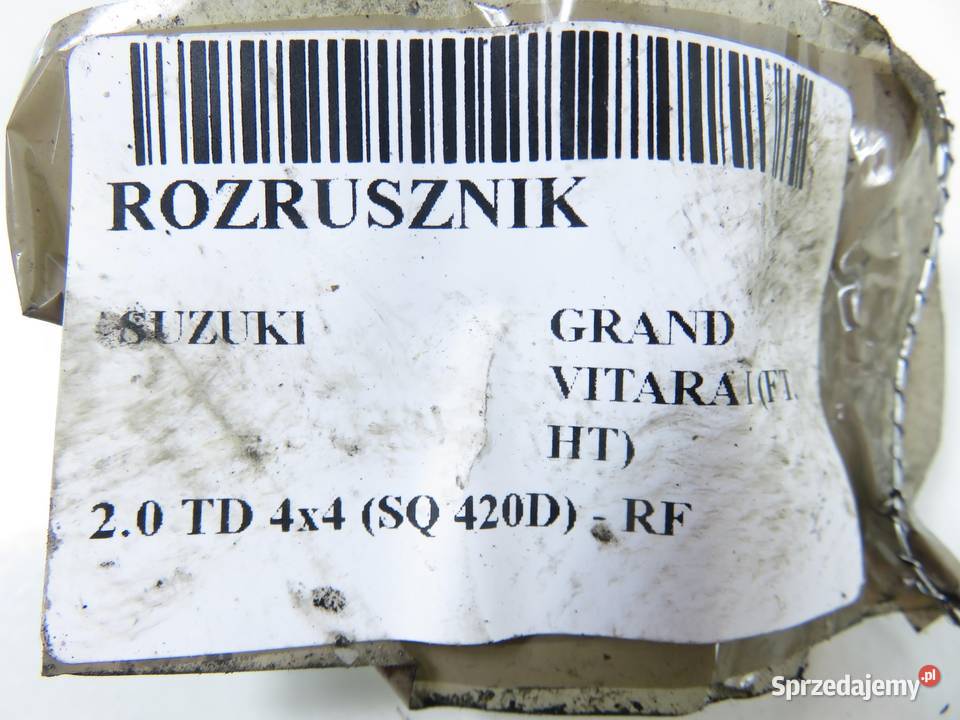 ROZRUSZNIK
SUZUKI GRAND
VITARA I (FT,
HT)
2.0 TD 4x4 (SQ 420D) - RF
Sprzedajemy.pl